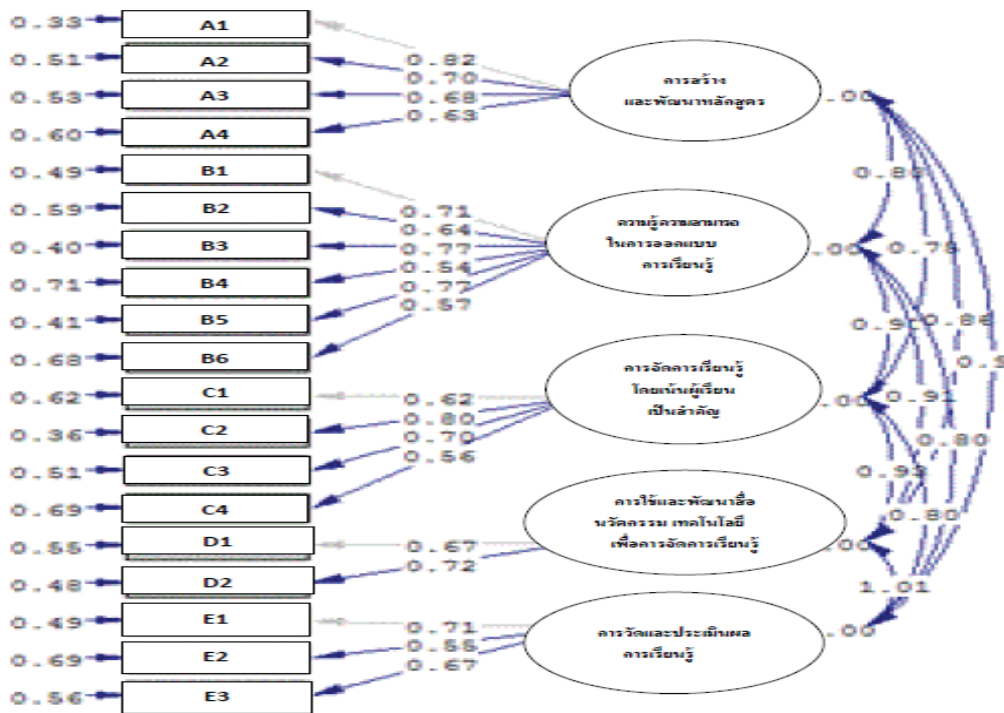 0.33 A1
0.51 A2
0.53 A3
0.60 A4
0.49 B1
0.59 B2
0.40 B3
0.71 B4
0.41 B5
0.68 B6
0.62 C1
0.36 C2
0.51 C3
0.69 C4
0.55 D1
0.48 D2
0.49 E1
0.69 E2
0.56 E3
0.82
0.70
0.68
0.63
0.71
0.64
0.77
0.54
0.77
0.57
0.62
0.80
0.70
0.56
0.67
0.72
0.71
0.55
0.67
การสร้าง
และพัฒนาหลักสูตร
ความรู้ความสามารถ
ในการออกแบบ
การเรียนรู้
การจัดการเรียนรู้
โดยเน้นผู้เรียน
เป็นสำคัญ
การใช้และพัฒนาสื่อ
นวัตกรรม เทคโนโลยี
เพื่อการจัดการเรียนรู้
การวัดและประเมินผล
การเรียนรู้
.00
.00
.00
.00
.00
0.78
0.86
0.91
0.80
0.80
1.01